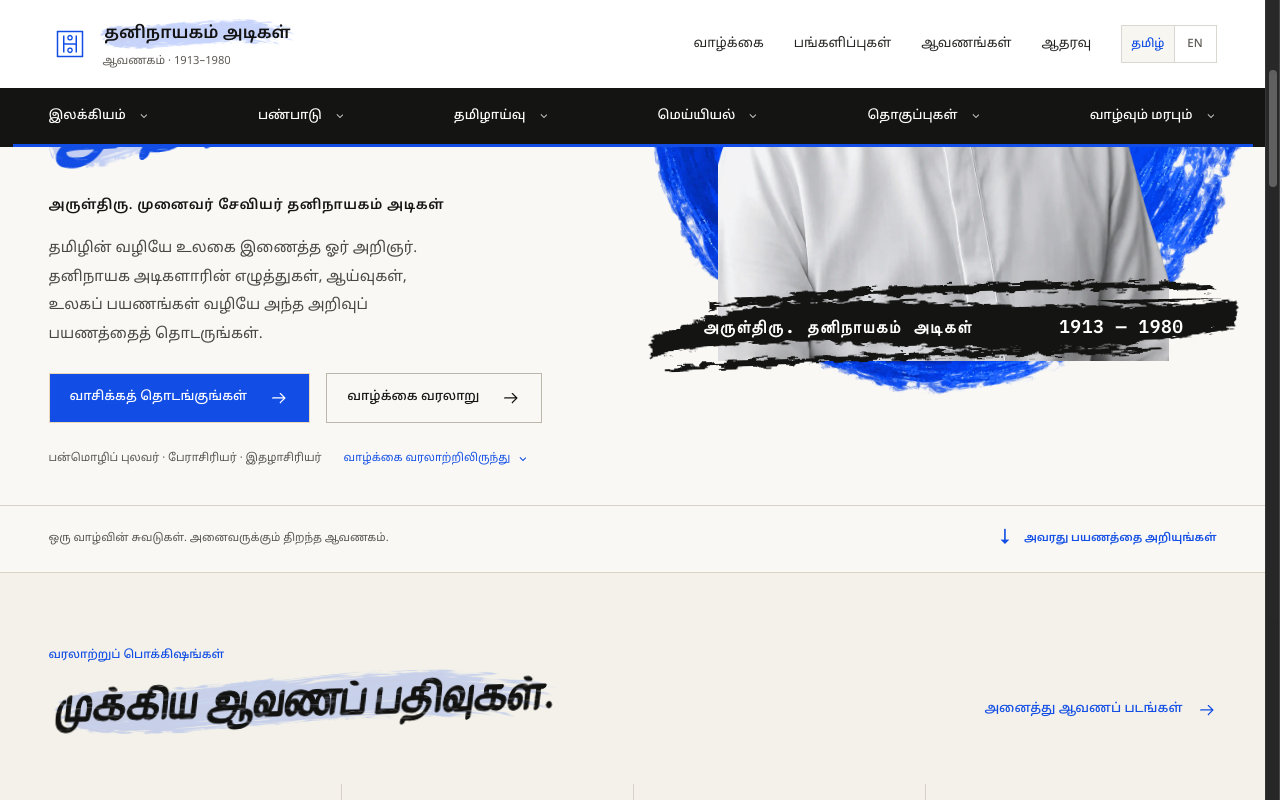 தனிநாயகம் அடிகள்
ஆவணகம் · 1913–1980
வாழ்க்கை
பங்களிப்புகள்
ஆவணங்கள்
ஆதரவு
தமிழ்
EN
இலக்கியம்
பண்பாடு
தமிழாய்வு
மெய்யியல்
தொகுப்புகள்
வாழ்வும் மரபும்
அருள்திரு. முனைவர் சேவியர் தனிநாயகம் அடிகள்
தமிழின் வழியே உலகை இணைத்த ஓர் அறிஞர்.
தனிநாயக அடிகளாரின் எழுத்துகள், ஆய்வுகள்,
உலகப் பயணங்கள் வழியே அந்த அறிவுப்
பயணத்தைத் தொடருங்கள்.
அருள்திரு. தனிநாயகம் அடிகள்
1913 — 1980
வாசிக்கத் தொடங்குங்கள் →
வாழ்க்கை வரலாறு →
பன்மொழிப் புலவர் · பேராசிரியர் · இதழாசிரியர்
வாழ்க்கை வரலாற்றிலிருந்து
ஒரு வாழ்வின் சுவடுகள். அனைவருக்கும் திறந்த ஆவணகம்.
↓ அவரது பயணத்தை அறியுங்கள்
வரலாற்றுப் பொக்கிஷங்கள்
முக்கிய ஆவணப் பதிவுகள்.
அனைத்து ஆவணப் படங்கள் →